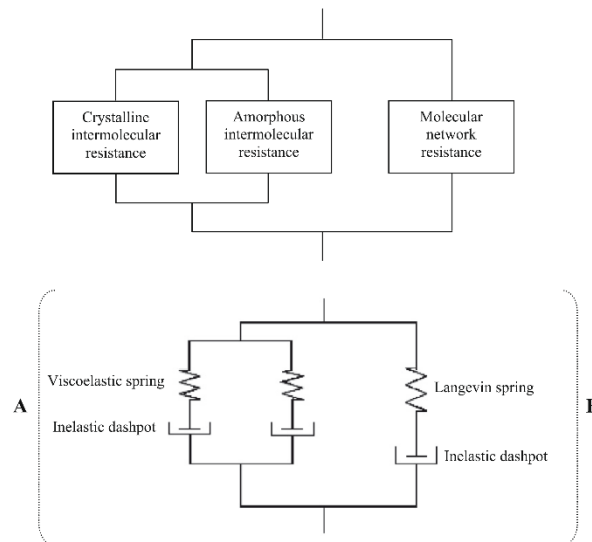 Crystalline
intermolecular
resistance
Amorphous
intermolecular
resistance
Molecular
network
resistance
Viscoelastic spring
Langevin spring
A
Inelastic dashpot
Inelastic dashpot